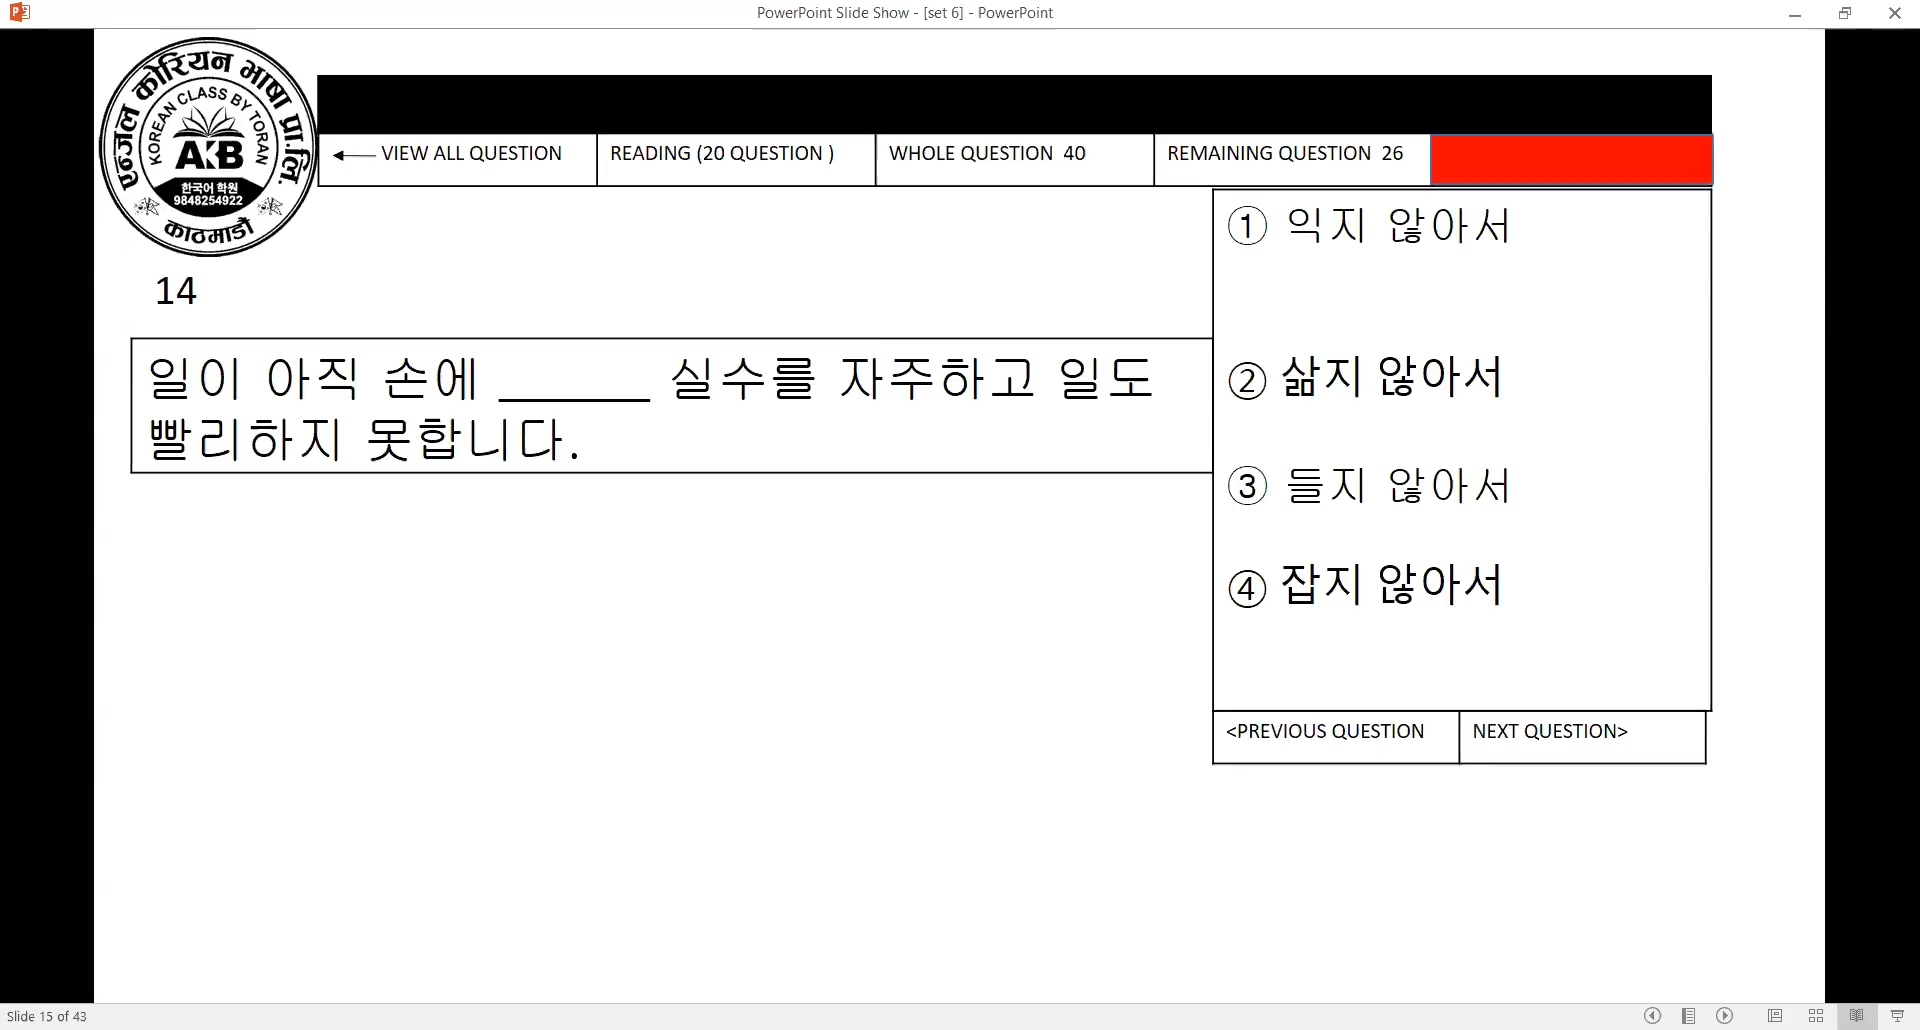 PowerPoint Slide Show - [set 6] - PowerPoint
एन्जल कोरियन भाषा प्रा.लि.
KOREAN CLASS BY TORAN
AKB
한국어 학원
9848254922
काठमाडौं
VIEW ALL QUESTION
READING (20 QUESTION )
WHOLE QUESTION 40
REMAINING QUESTION 26
14
일이 아직 손에 ______ 실수를 자주하고 일도
빨리하지 못합니다.
① 익지 않아서
② 삶지 않아서
③ 들지 않아서
④ 잡지 않아서
<PREVIOUS QUESTION
NEXT QUESTION>
Slide 15 of 43